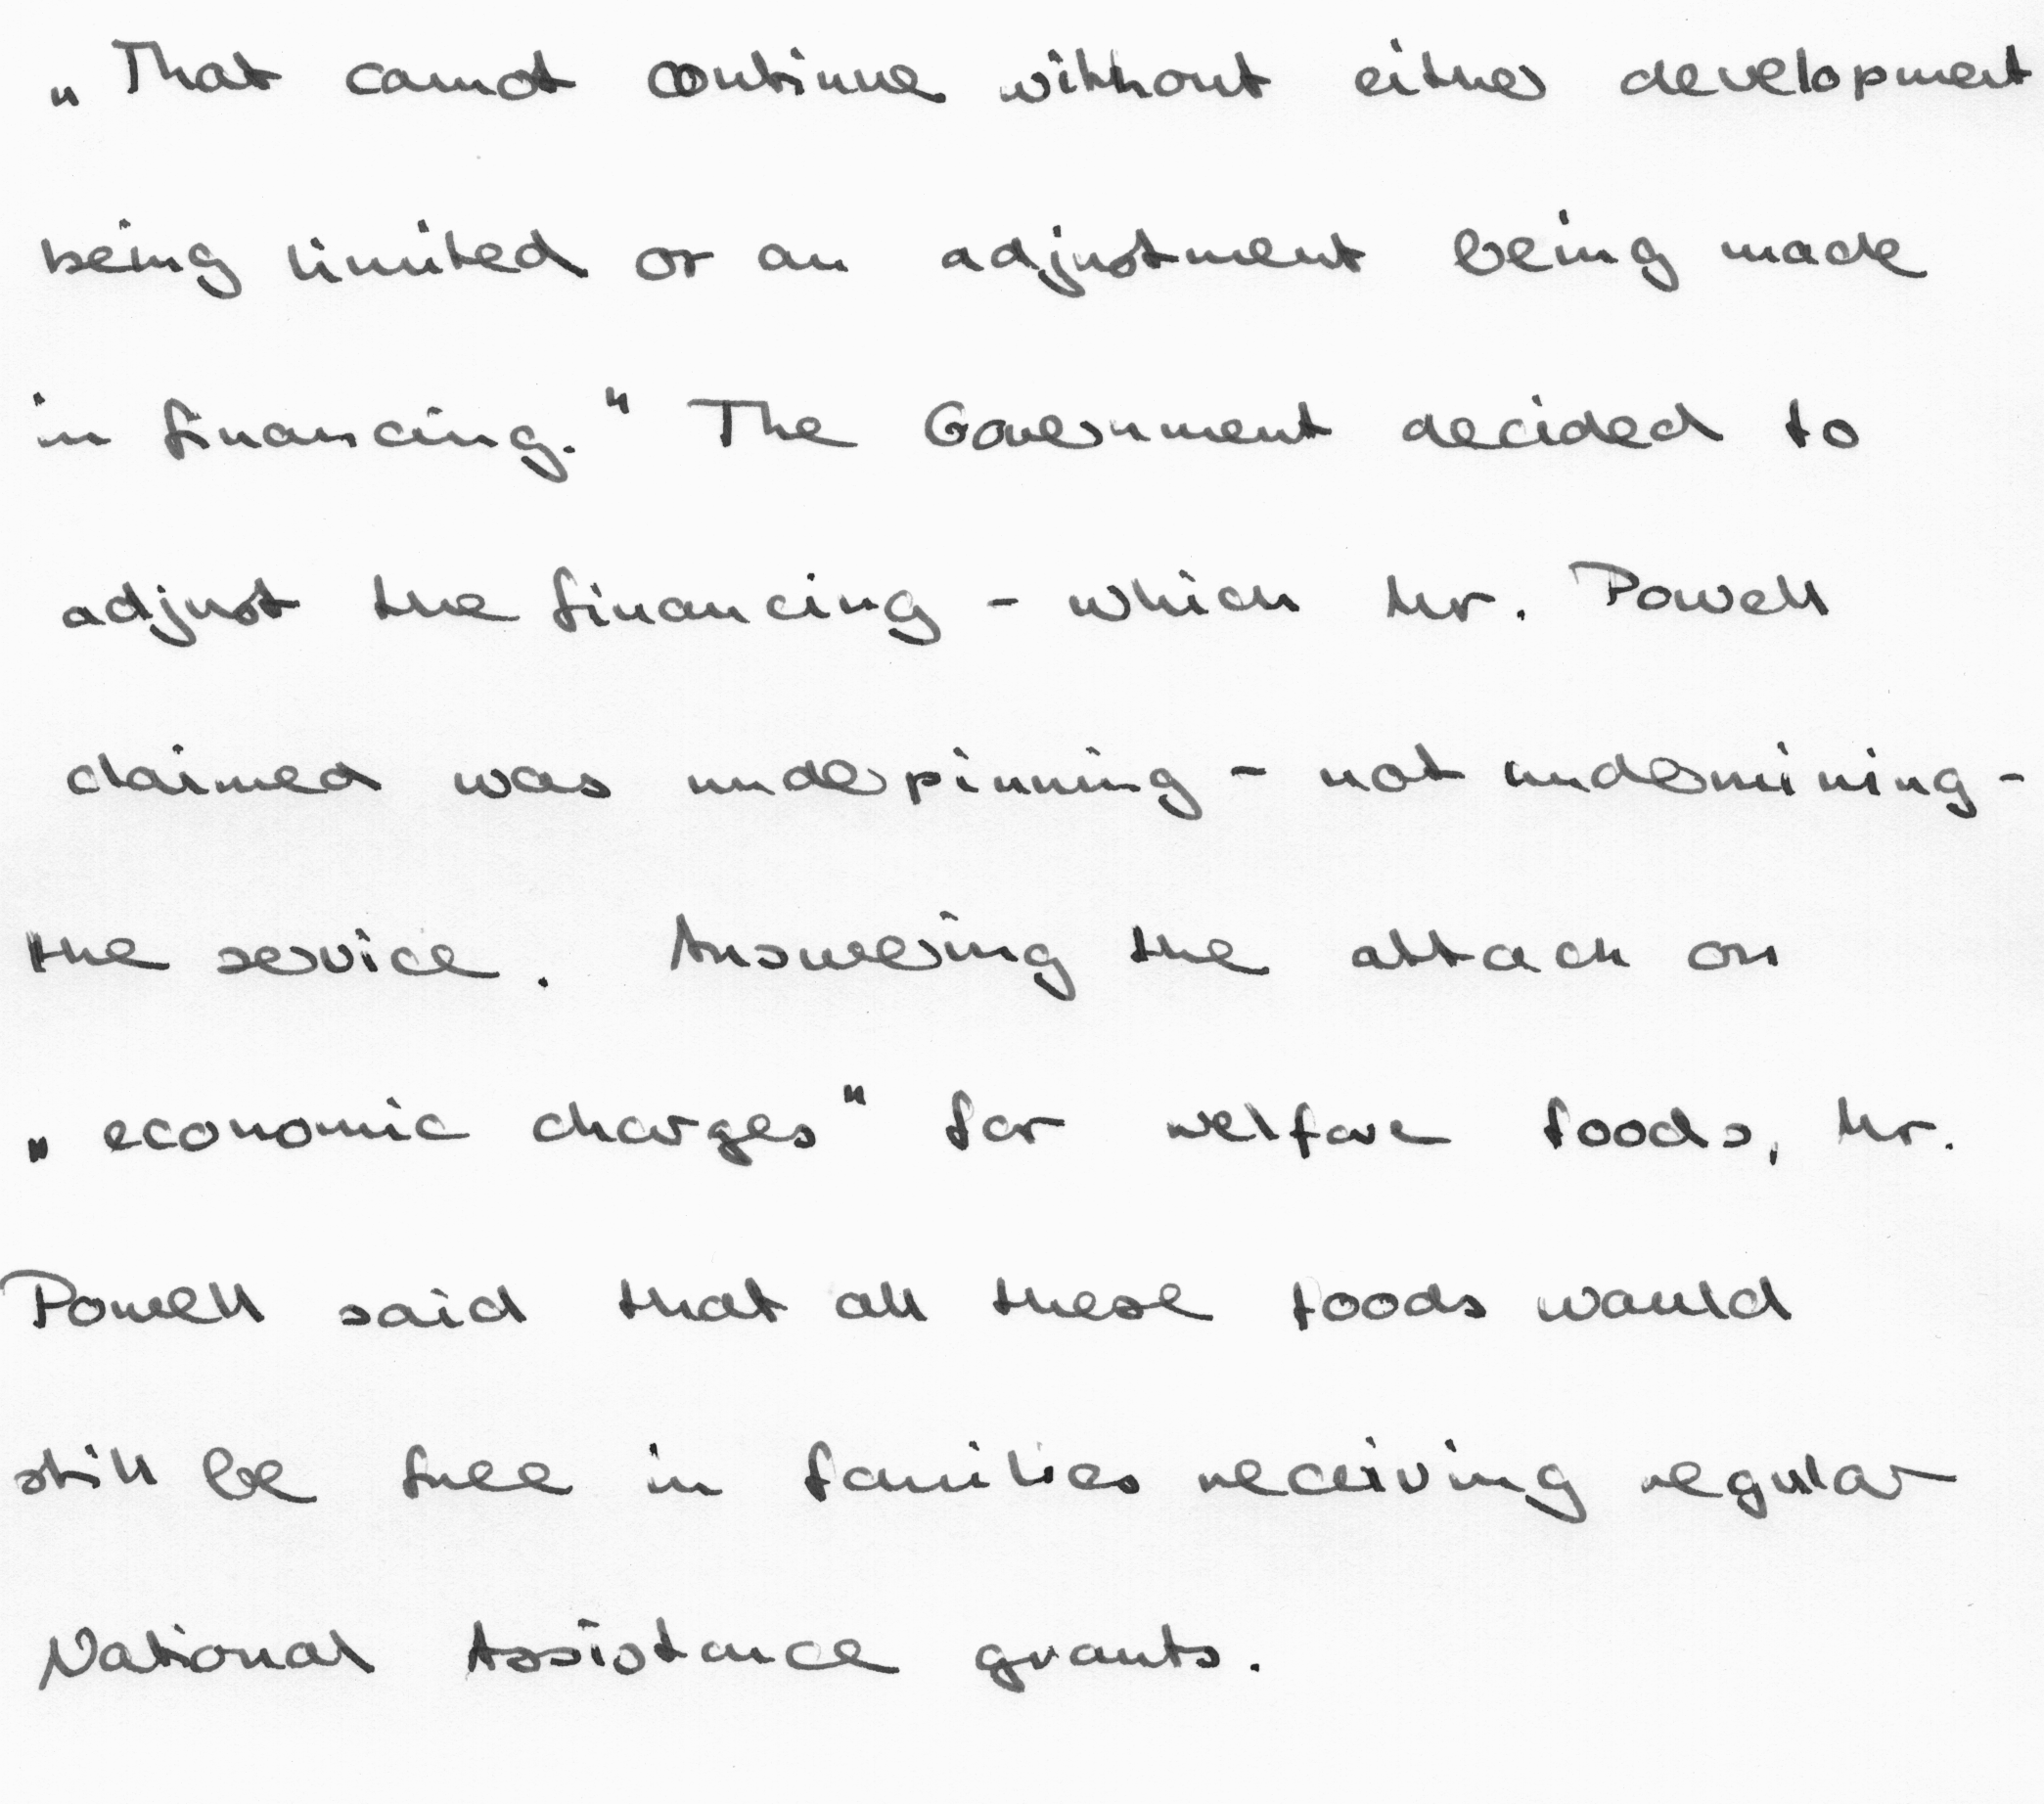 „That cannot continue without either development
being limited or an adjustment being made
in financing." The Government decided to
adjust the financing - which Mr. Powell
claimed was underpinning - not undermining -
the service. Answering the attack on
„economic charges" for welfare foods, Mr.
Powell said that all these foods would
still be free in families receiving regular
National Assistance grants.